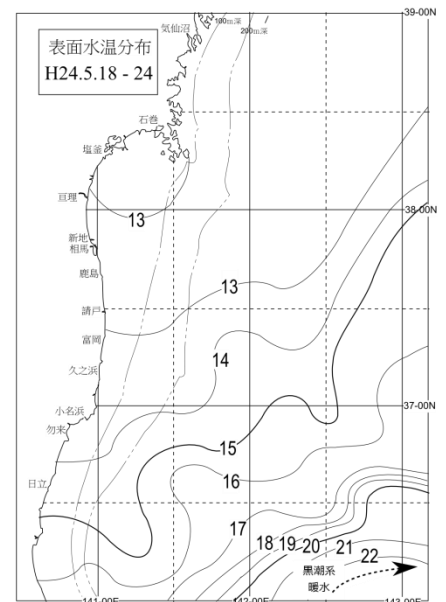 39-00N
気仙沼
100m深
200m深
表面水温分布
H24.5.18 - 24
石巻
塩釜
亘理
38-00N
13
新地
相馬
鹿島
13
請戸
富岡
14
久之浜
37-00N
小名浜
勿来
15
16
日立
17
18
19
20
21
22
黒潮系
暖水
141-00E
142-00E
143-00E